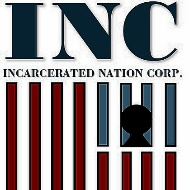 INC
INCARCERATED NATION CORP.